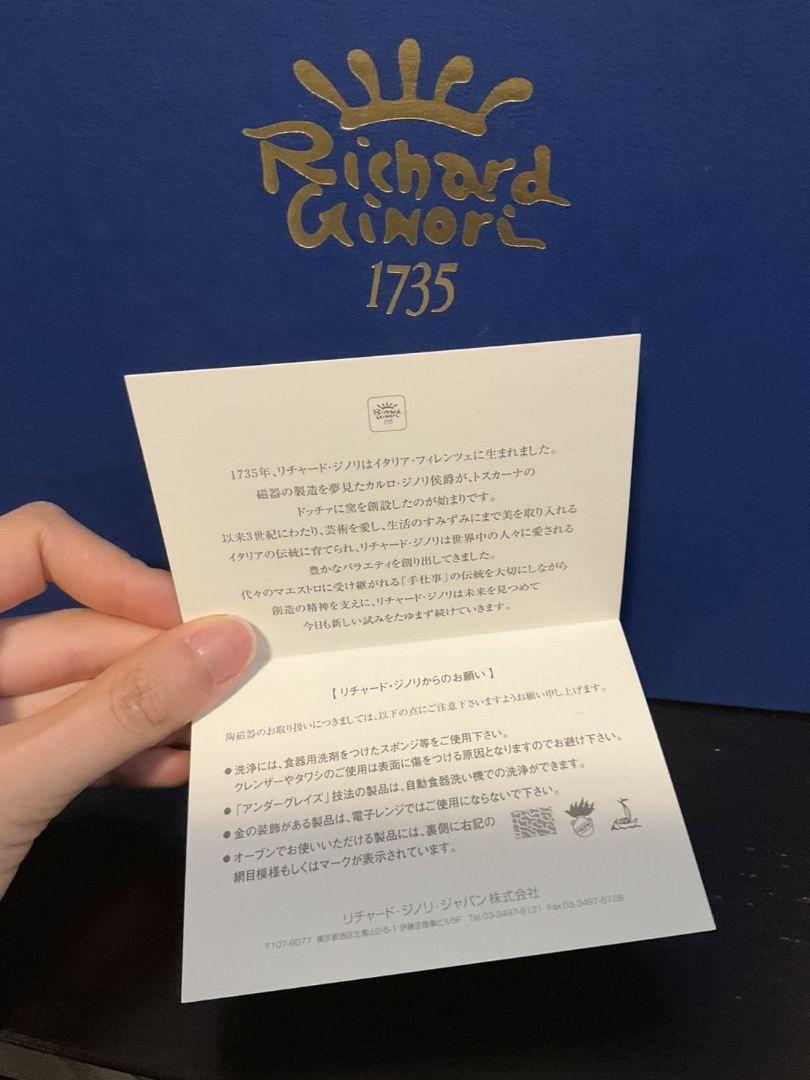 Richard
Ginori
1735
Richard
Ginori
1735
1735年、リチャード・ジノリはイタリア・フィレンツェに生まれました。
磁器の製造を夢見たカルロ・ジノリ侯爵が、トスカーナの
ドッチァに窯を創設したのが始まりです。
以来3世紀にわたり、芸術を愛し、生活のすみずみにまで美を取り入れる
イタリアの伝統に育てられ、リチャード・ジノリは世界中の人々に愛される
豊かなバラエティを創り出してきました。
代々のマエストロに受け継がれる「手仕事」の伝統を大切にしながら
創造の精神を支えに、リチャード・ジノリは未来を見つめて
今日も新しい試みをたゆまず続けていきます。
【リチャード・ジノリからのお願い】
陶磁器のお取り扱いにつきましては、以下の点にご注意下さいますようお願い申し上げます。
●洗浄には、食器用洗剤をつけたスポンジ等をご使用下さい。
クレンザーやタワシのご使用は表面に傷をつける原因となりますのでお避け下さい。
●「アンダーグレイズ」技法の製品は、自動食器洗い機での洗浄ができます。
●金の装飾がある製品は、電子レンジではご使用にならないで下さい。
●オーブンでお使いいただける製品には、裏側に右記の
網目模様もしくはマークが表示されています。
リチャード・ジノリ・ジャパン株式会社
〒107-8077 東京都港区北青山2-5-1 伊藤忠商事ビル5F Tel.03-3497-6121 Fax.03-3497-6128